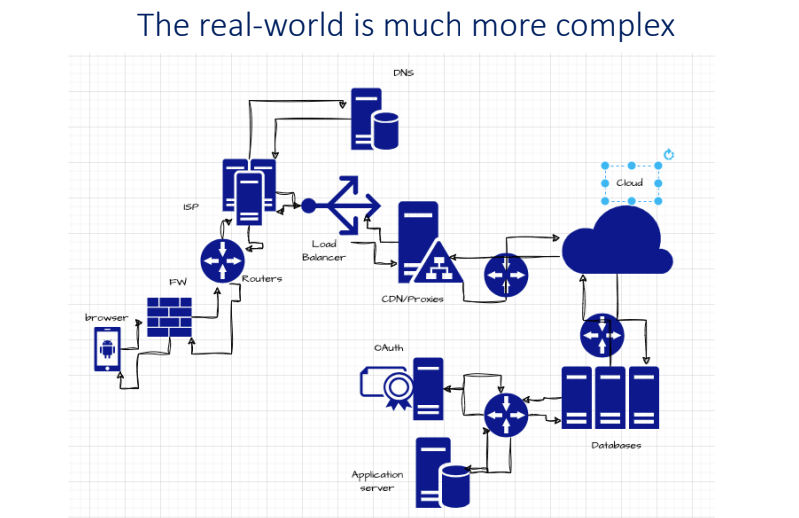 The real-world is much more complex
DNS
Cloud
ISP
Load
Balancer
Routers
FW
CDN/Proxies
browser
OAuth
Databases
Application
server